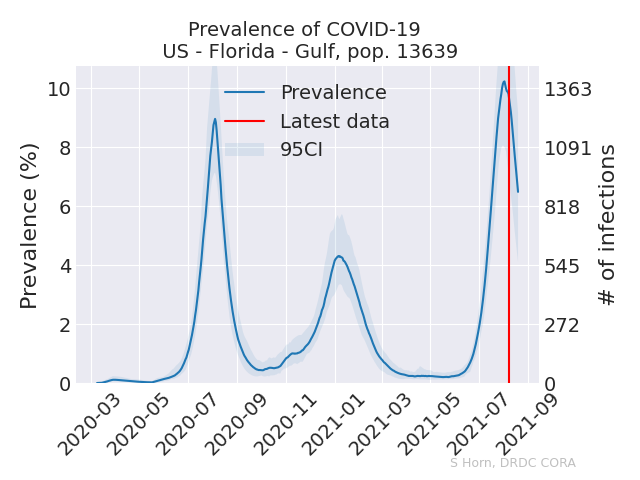 Prevalence of COVID-19
US - Florida - Gulf, pop. 13639
Prevalence
Latest data
95CI
Prevalence (%)
10
8
6
4
2
0
1363
1091
818
545
272
0
# of infections
2020-03
2020-05
2020-07
2020-09
2020-11
2021-01
2021-03
2021-05
2021-07
2021-09
S Horn, DRDC CORA